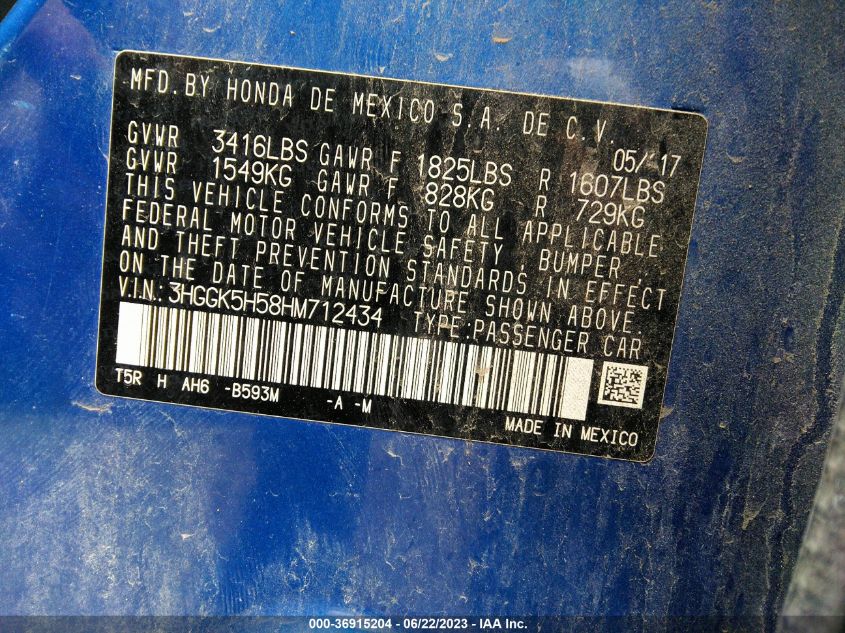 MFD. BY HONDA DE MEXICO S.A. DE C.V.
GVWR 3416LBS GAWR F 1825LBS R 1607LBS 05/ 17
GVWR 1549KG GAWR F 828KG R 729KG
THIS VEHICLE CONFORMS TO ALL APPLICABLE
FEDERAL MOTOR VEHICLE SAFETY BUMPER
AND THEFT PREVENTION STANDARDS IN EFFECT
ON THE DATE OF MANUFACTURE SHOWN ABOVE.
V.I.N.: 3HGGK5H58HM712434 TYPE:PASSENGER CAR
T5R H AH6 -B593M -A -M
MADE IN MEXICO
000-36915204 - 06/22/2023 - IAA Inc.